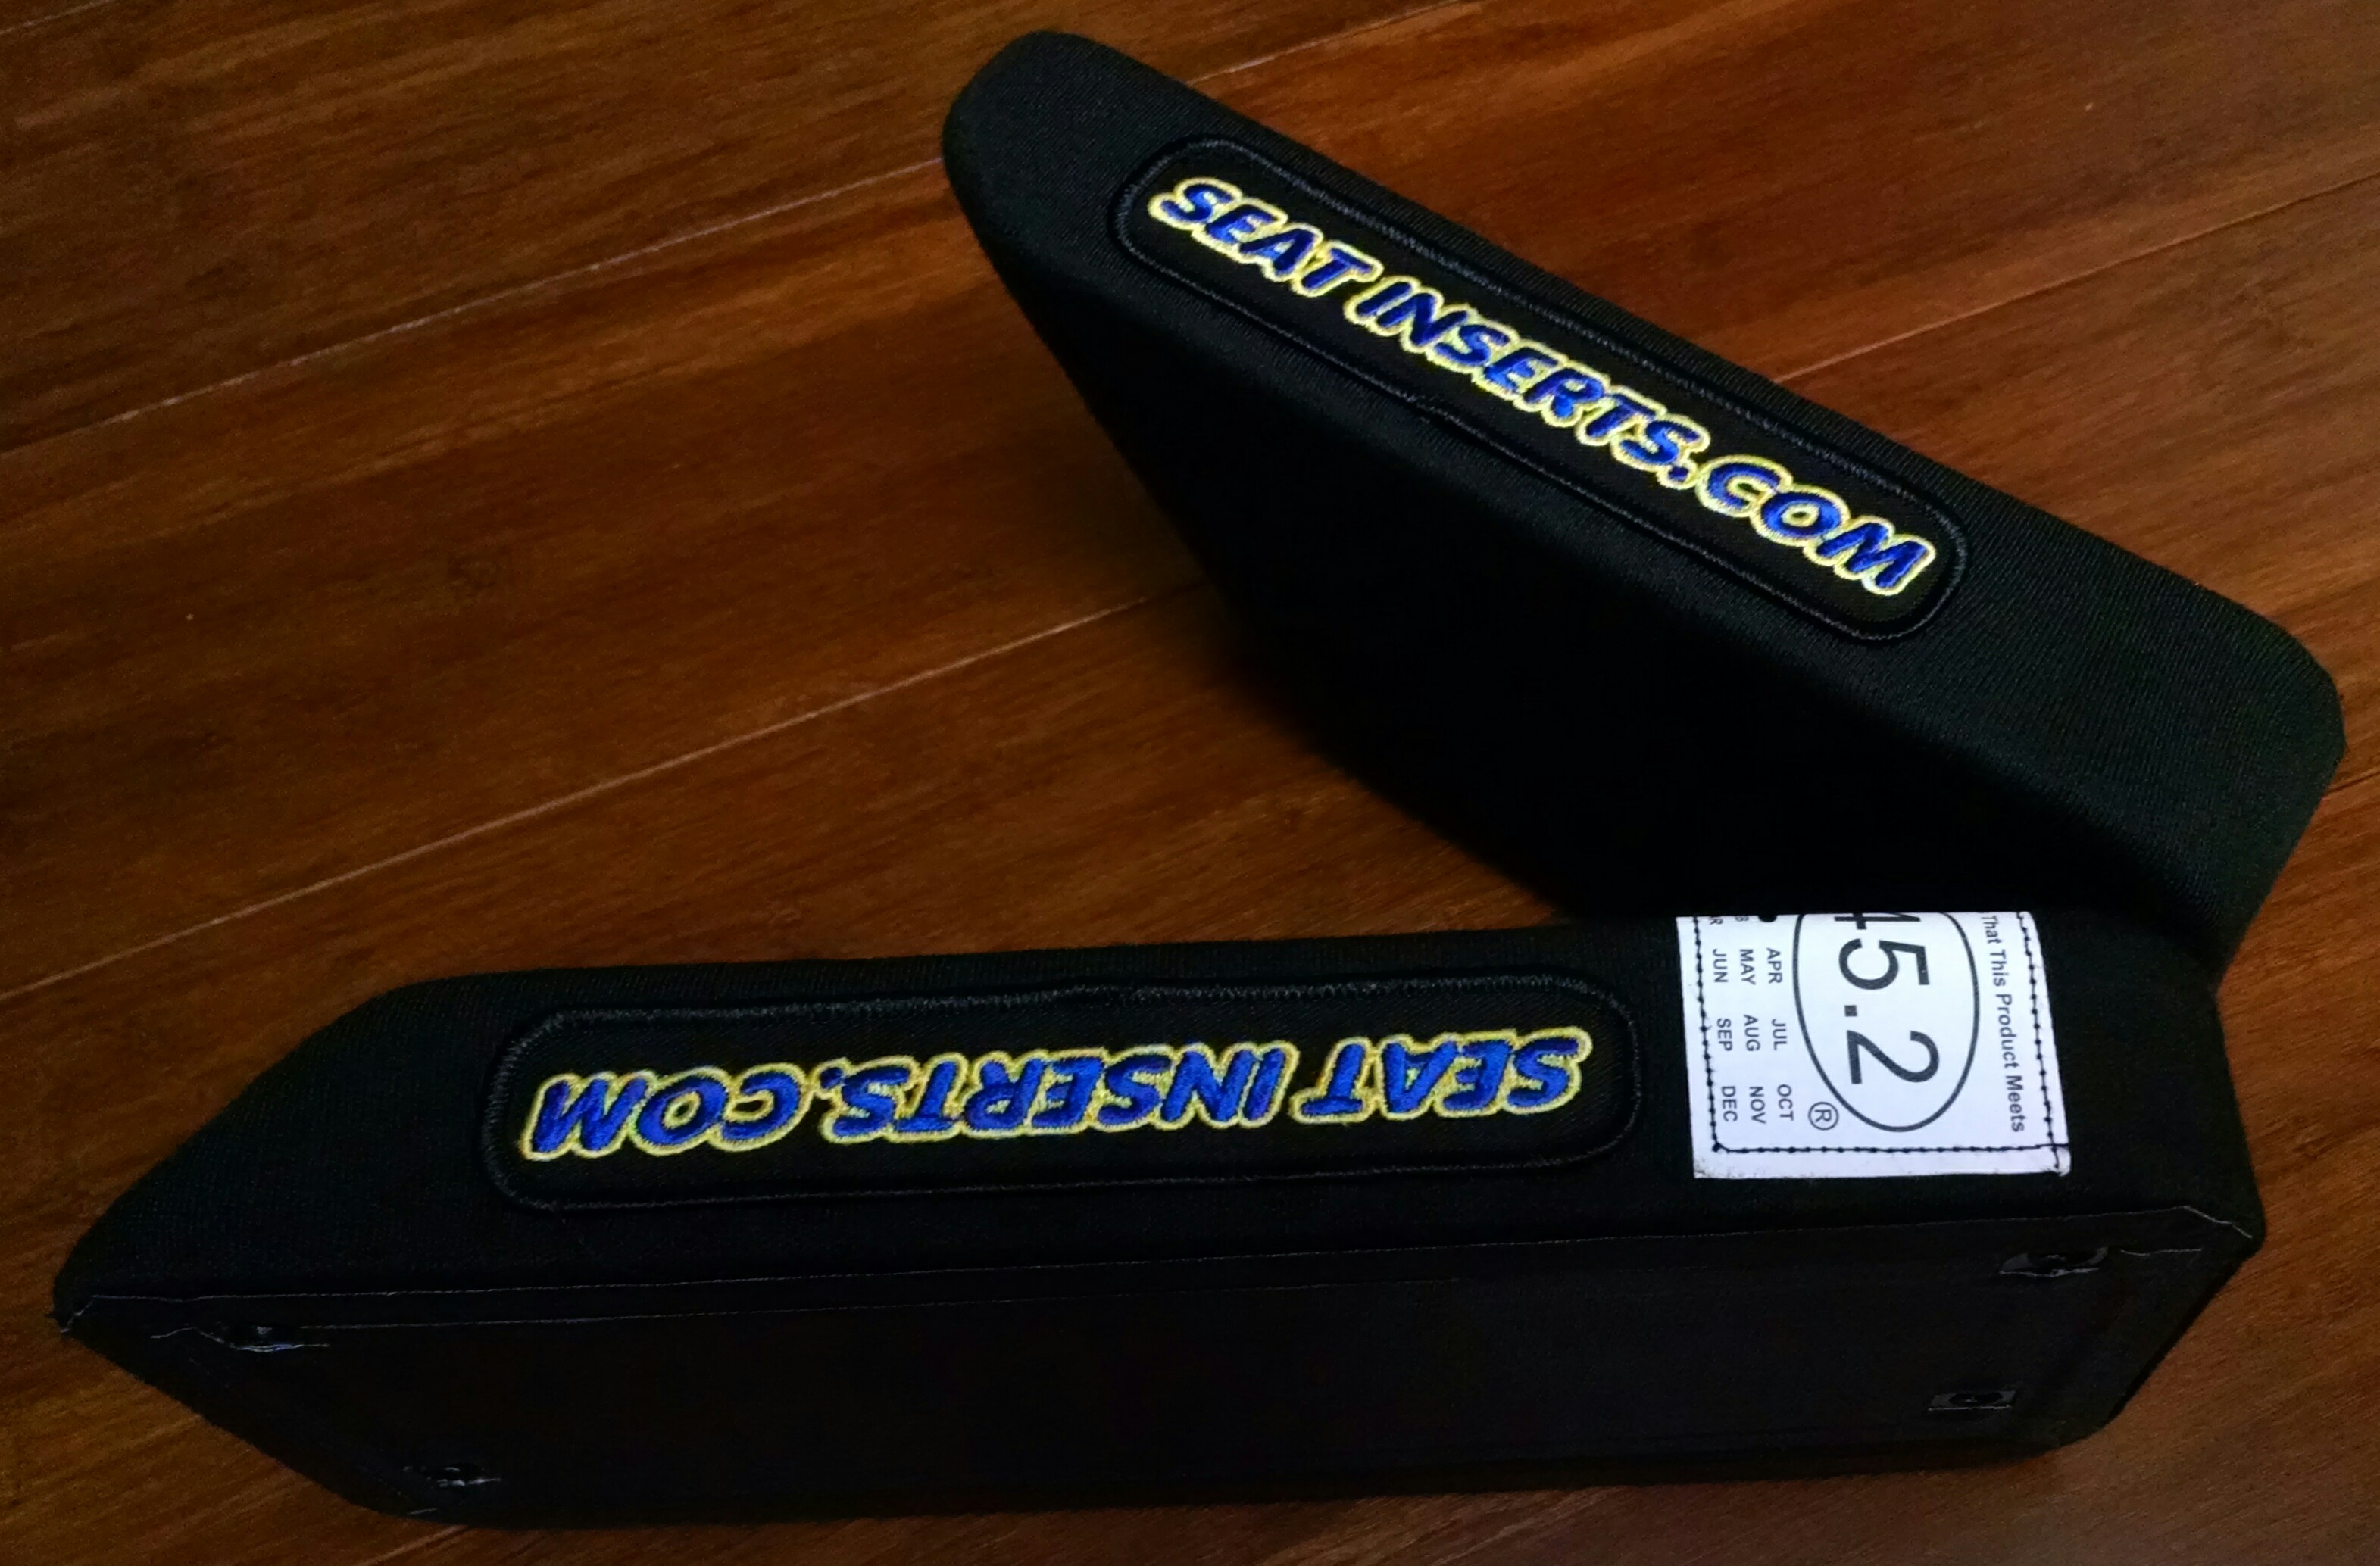 SEAT INSERTS.COM
SEAT INSERTS.COM
That This Product Meets
45.2
®
APR JUL OCT
MAY AUG NOV
JUN SEP DEC